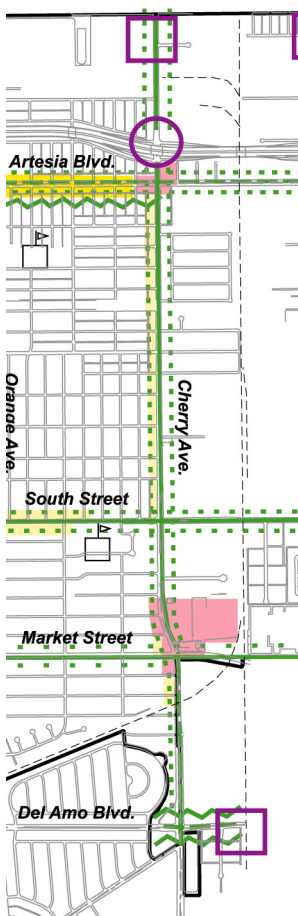 Artesia Blvd.
Cherry Ave.
Orange Ave.
South Street
Market Street
Del Amo Blvd.